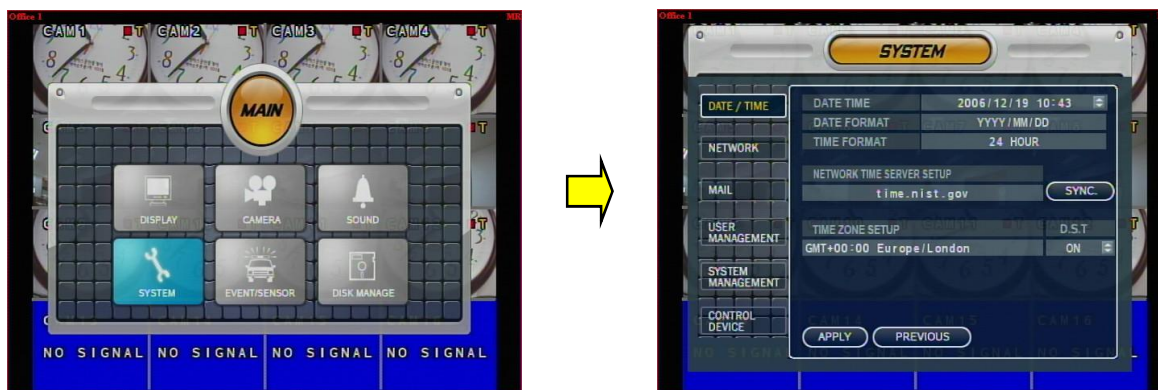 Office 1
CAM1 T CAM2 T CAM3 T CAM4 T
MAIN
DISPLAY CAMERA SOUND
SYSTEM EVENT/SENSOR DISK MANAGE
NO SIGNAL NO SIGNAL NO SIGNAL NO SIGNAL
Office 1
SYSTEM
DATE / TIME
NETWORK
MAIL
USER
MANAGEMENT
SYSTEM
MANAGEMENT
CONTROL
DEVICE
DATE TIME 2006/12/19 10:43
DATE FORMAT YYYY/MM/DD
TIME FORMAT 24 HOUR
NETWORK TIME SERVER SETUP
time.nist.gov SYNC.
TIME ZONE SETUP D.S.T
GMT+00:00 Europe/London ON
CAM14 CAM15 CAM16
APPLY PREVIOUS